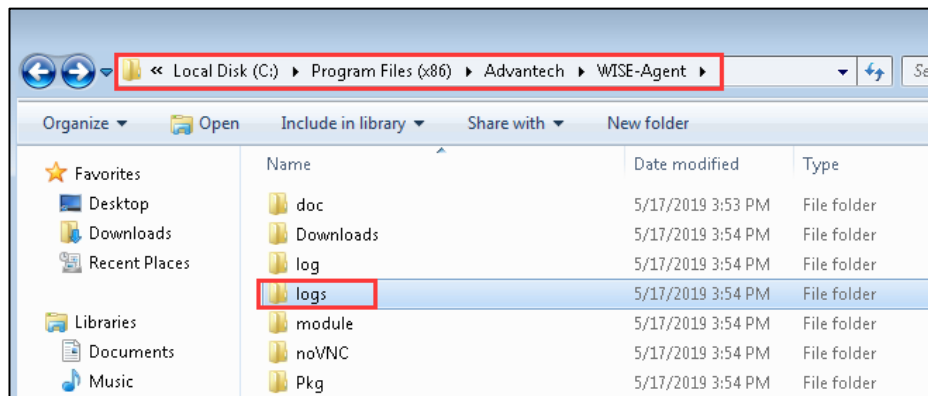 « Local Disk (C:) ▸ Program Files (x86) ▸ Advantech ▸ WISE-Agent ▸ Se
Organize ▾ Open Include in library ▾ Share with ▾ New folder
Favorites
Desktop
Downloads
Recent Places
Libraries
Documents
Music
Name Date modified Type
doc 5/17/2019 3:53 PM File folder
Downloads 5/17/2019 3:54 PM File folder
log 5/17/2019 3:54 PM File folder
logs 5/17/2019 3:54 PM File folder
module 5/17/2019 3:54 PM File folder
noVNC 5/17/2019 3:54 PM File folder
Pkg 5/17/2019 3:54 PM File folder